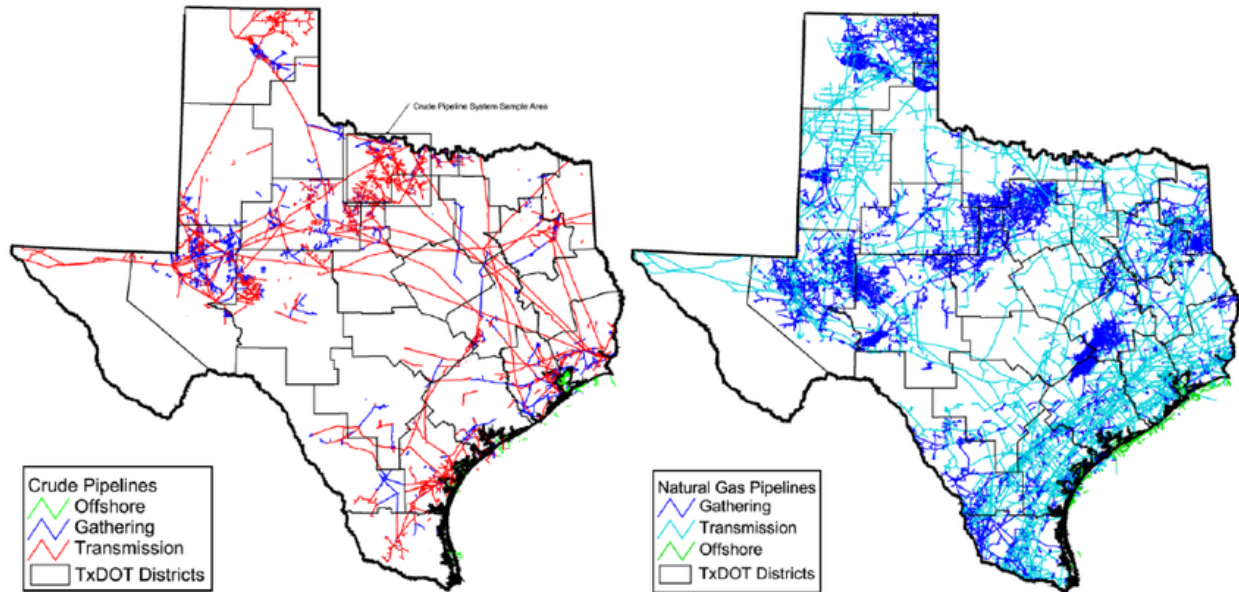 Crude Pipeline System Sample Area
Crude Pipelines
Offshore
Gathering
Transmission
TxDOT Districts
Natural Gas Pipelines
Gathering
Transmission
Offshore
TxDOT Districts